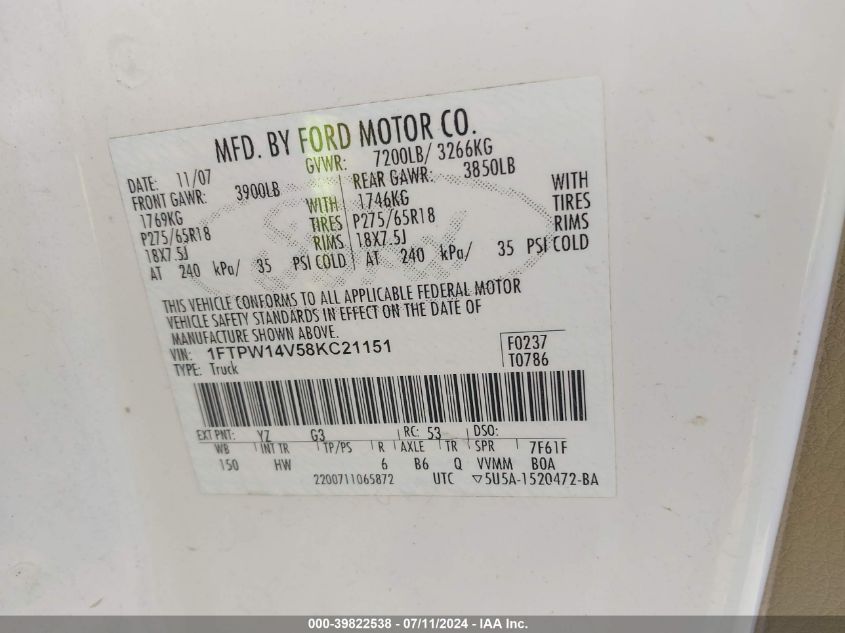 MFD. BY FORD MOTOR CO.
DATE: 11/07 GVWR: 7200LB/ 3266KG
FRONT GAWR: 3900LB REAR GAWR: 3850LB
1769KG WITH 1746KG WITH
P275/65R18 TIRES P275/65R18 TIRES
18X7.5J RIMS 18X7.5J RIMS
AT 240 kPa/ 35 PSI COLD AT 240 kPa/ 35 PSI COLD
THIS VEHICLE CONFORMS TO ALL APPLICABLE FEDERAL MOTOR
VEHICLE SAFETY STANDARDS IN EFFECT ON THE DATE OF
MANUFACTURE SHOWN ABOVE.
VIN: 1FTPW14V58KC21151 F0237
TYPE: Truck T0786
EXT PNT: YZ G3 RC: 53 DSO:
WB INT TR TP/PS R AXLE TR SPR 7F61F
150 HW 6 B6 Q VVMM B0A
2200711065872 UTC ▽5U5A-1520472-BA
000-39822538 - 07/11/2024 - IAA Inc.